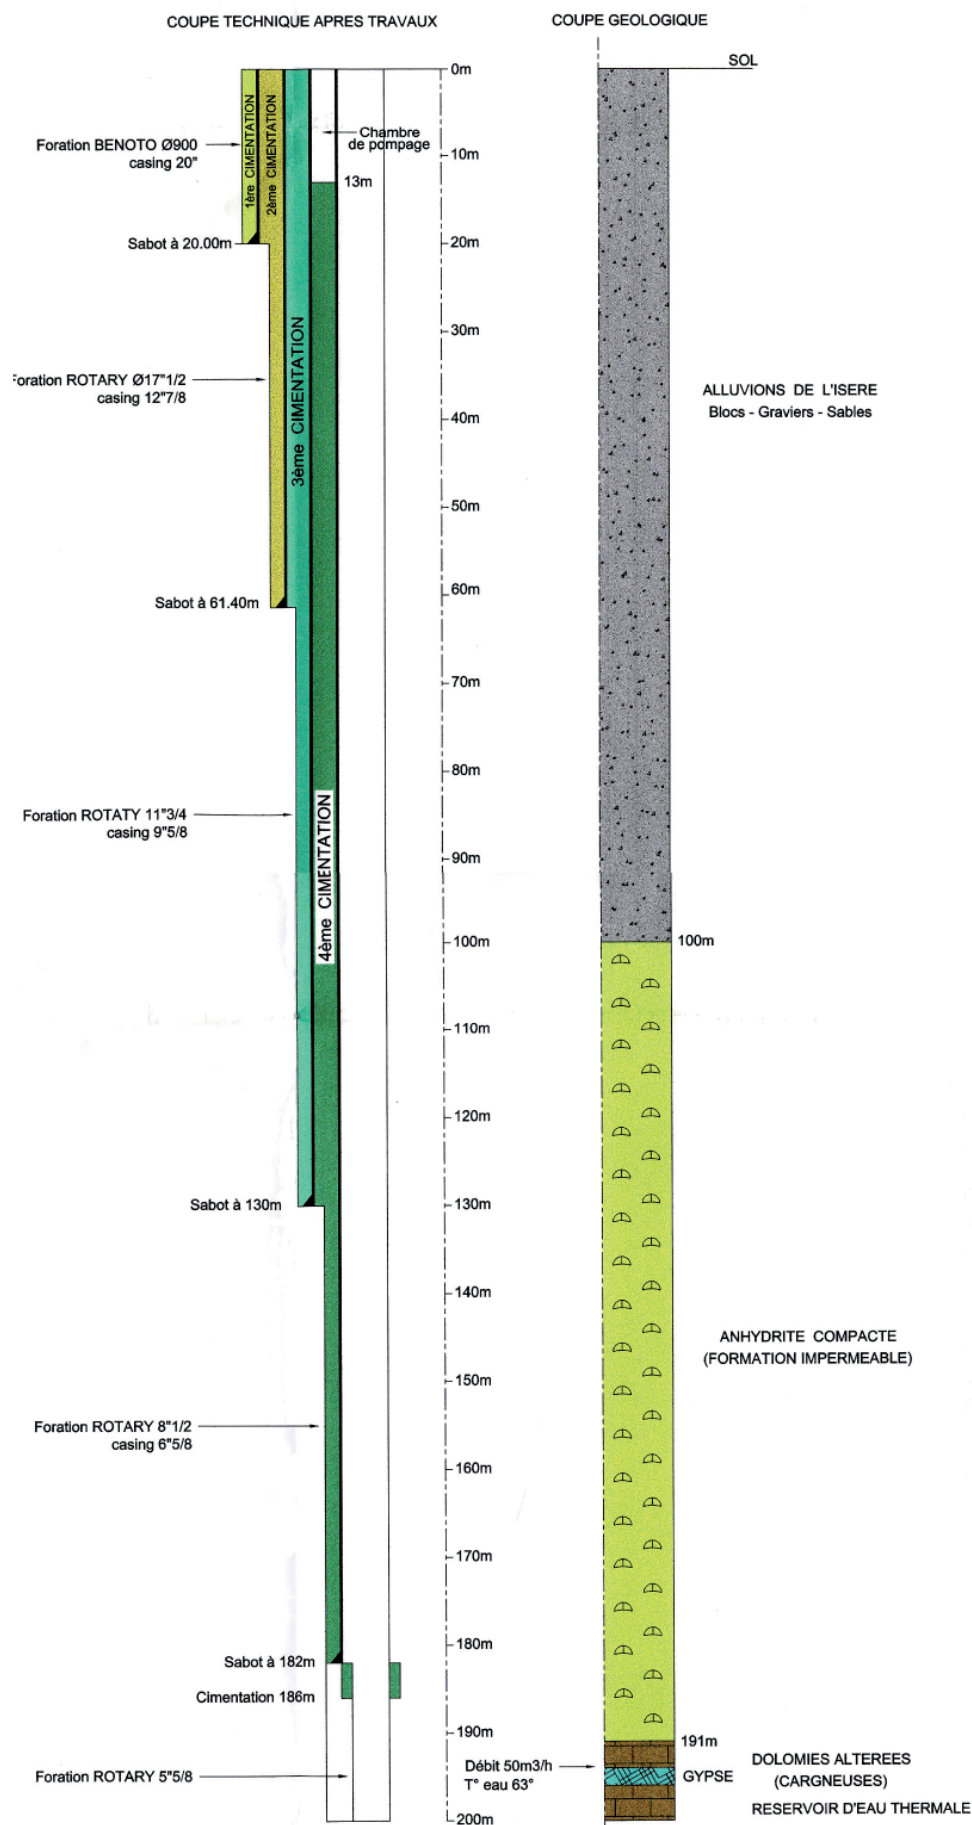 COUPE TECHNIQUE APRES TRAVAUX
COUPE GEOLOGIQUE
SOL
0m
1ère CIMENTATION
2ème CIMENTATION
Chambre
de pompage
Foration BENOTO Ø900
casing 20"
10m
13m
Sabot à 20.00m
20m
30m
3ème CIMENTATION
Foration ROTARY Ø17"1/2
casing 12"7/8
ALLUVIONS DE L'ISERE
Blocs - Graviers - Sables
40m
50m
60m
Sabot à 61.40m
70m
80m
Foration ROTATY 11"3/4
casing 9"5/8
4ème CIMENTATION
90m
100m
100m
110m
120m
Sabot à 130m
130m
140m
ANHYDRITE COMPACTE
(FORMATION IMPERMEABLE)
150m
Foration ROTARY 8"1/2
casing 6"5/8
160m
170m
180m
Sabot à 182m
Cimentation 186m
190m
191m
Débit 50m3/h
T° eau 63°
GYPSE
DOLOMIES ALTEREES
(CARGNEUSES)
Foration ROTARY 5"5/8
RESERVOIR D'EAU THERMALE
200m